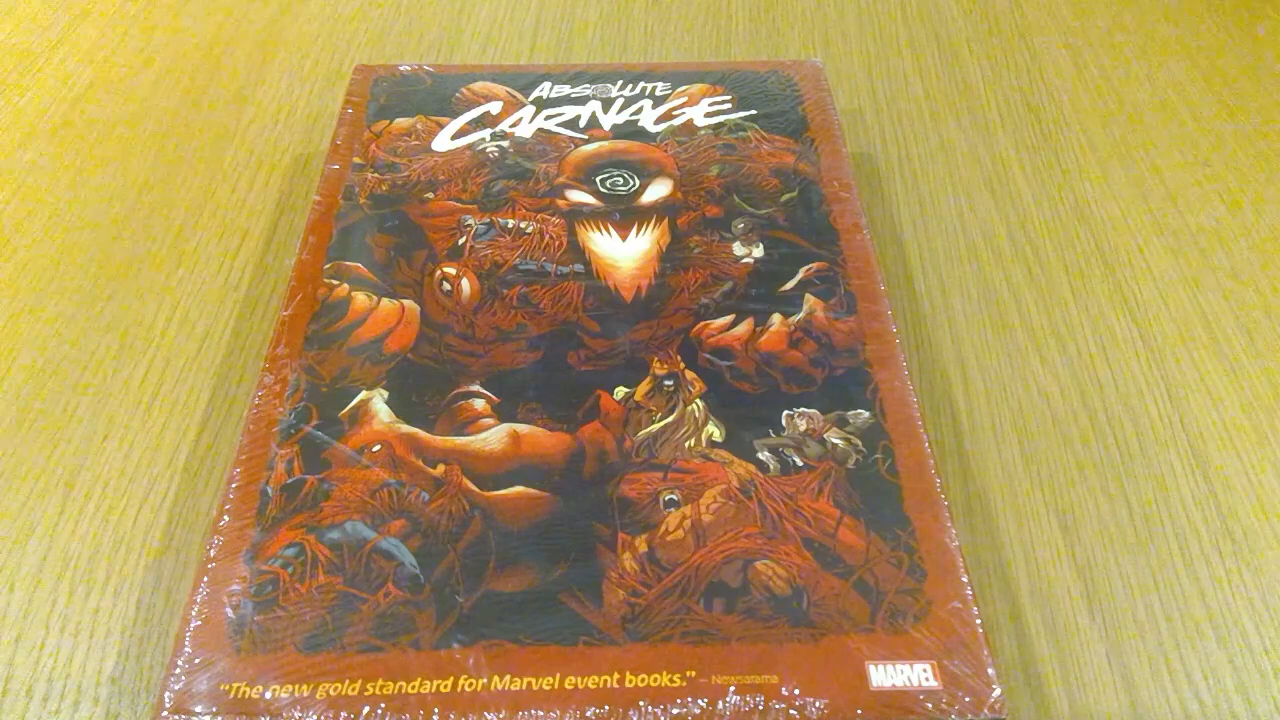 ABSOLUTE
CARNAGE
"The new gold standard for Marvel event books." – Newsarama
MARVEL